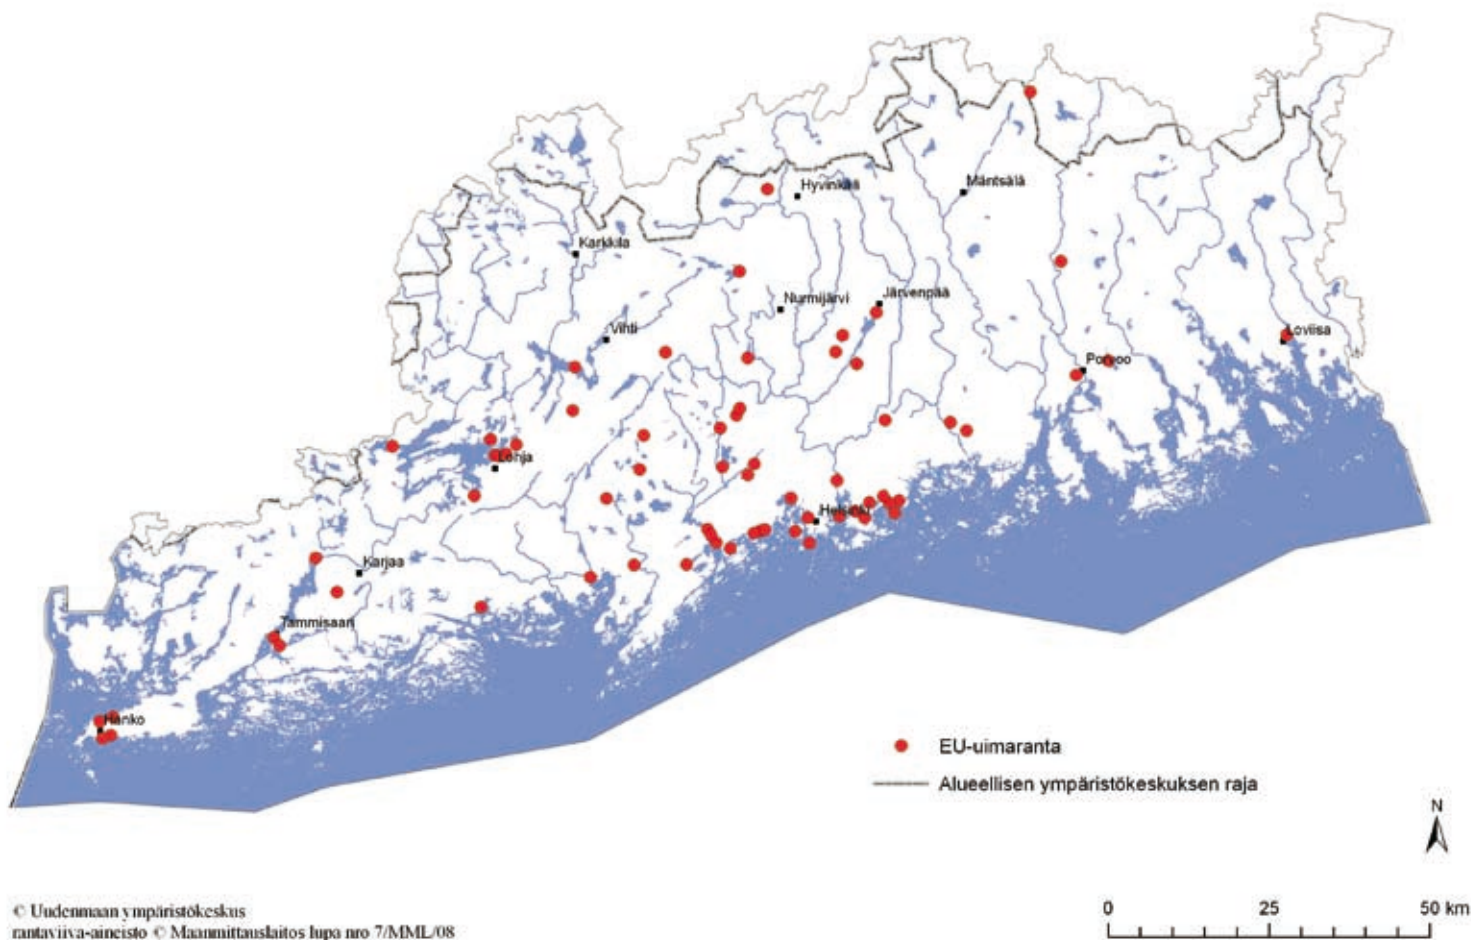 Hyvinkää
Mäntsälä
Karkkila
Nurmijärvi
Järvenpää
Vihti
Loviisa
Porvoo
Lohja
Helsinki
Karjaa
Tammisaari
Hanko
EU-uimaranta
Alueellisen ympäristökeskuksen raja
N
© Uudenmaan ympäristökeskus
rantaviiva-aineisto © Maanmittauslaitos lupa nro 7/MML/08
0 25 50 km